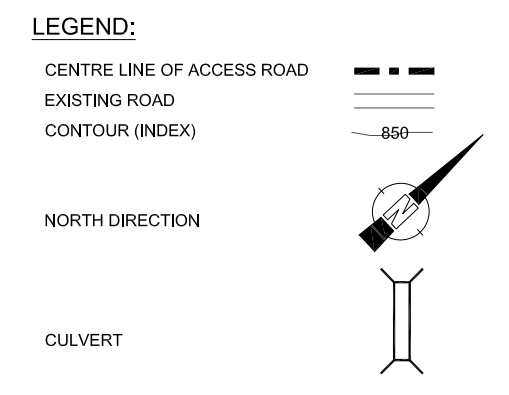 LEGEND:
CENTRE LINE OF ACCESS ROAD
EXISTING ROAD
CONTOUR (INDEX) 850
NORTH DIRECTION N
CULVERT